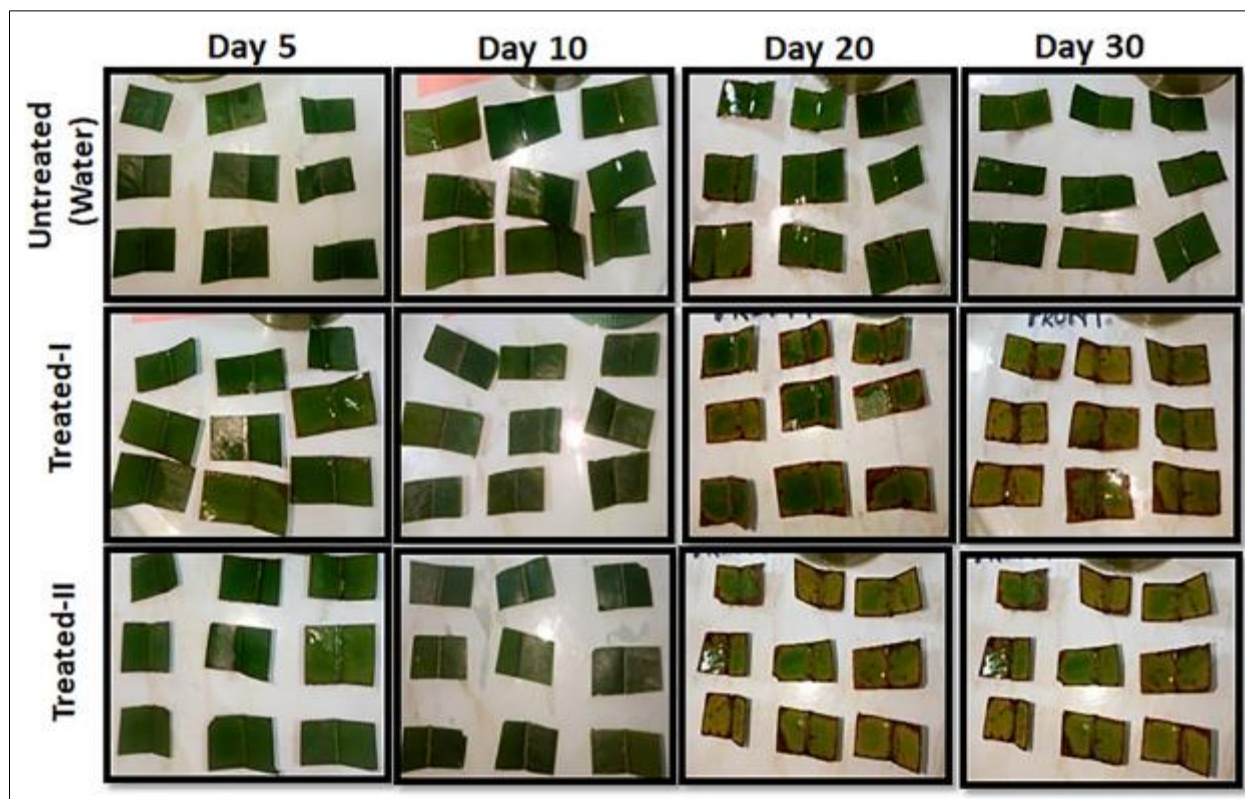 Day 5
Day 10
Day 20
Day 30
Untreated
(Water)
Treated-I
FRONT.
Treated-II